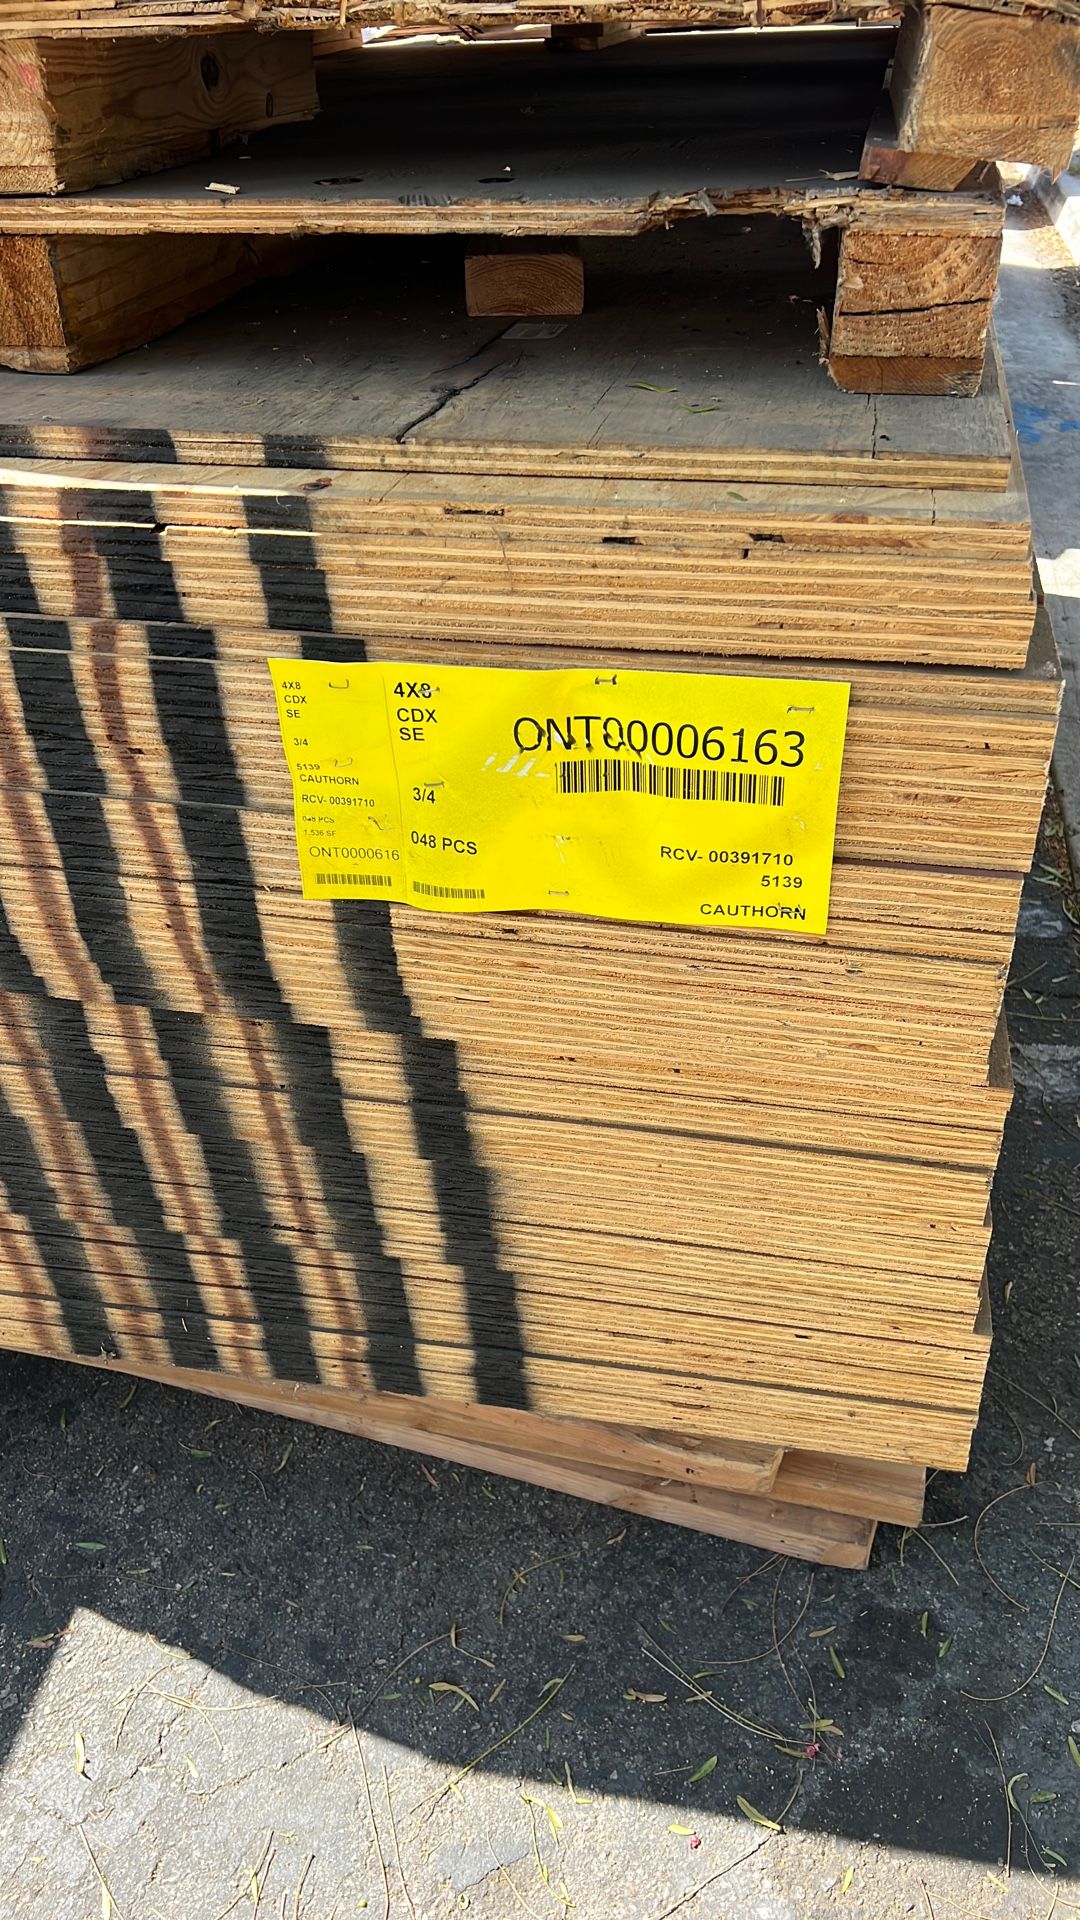 4X8
CDX
SE
3/4
5139
CAUTHORN
RCV- 00391710
048 PCS
1,536 SF
ONT0000616
4X8
CDX
SE
3/4
048 PCS
ONT00006163
RCV- 00391710
5139
CAUTHORN